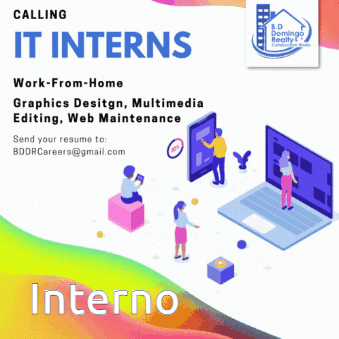 CALLING
IT INTERNS
B.D
Domingo
Realty
Construction Works
Work-From-Home
Graphics Desitgn, Multimedia
Editing, Web Maintenance
Send your resume to:
BDDRCareers@gmail.com
Interno